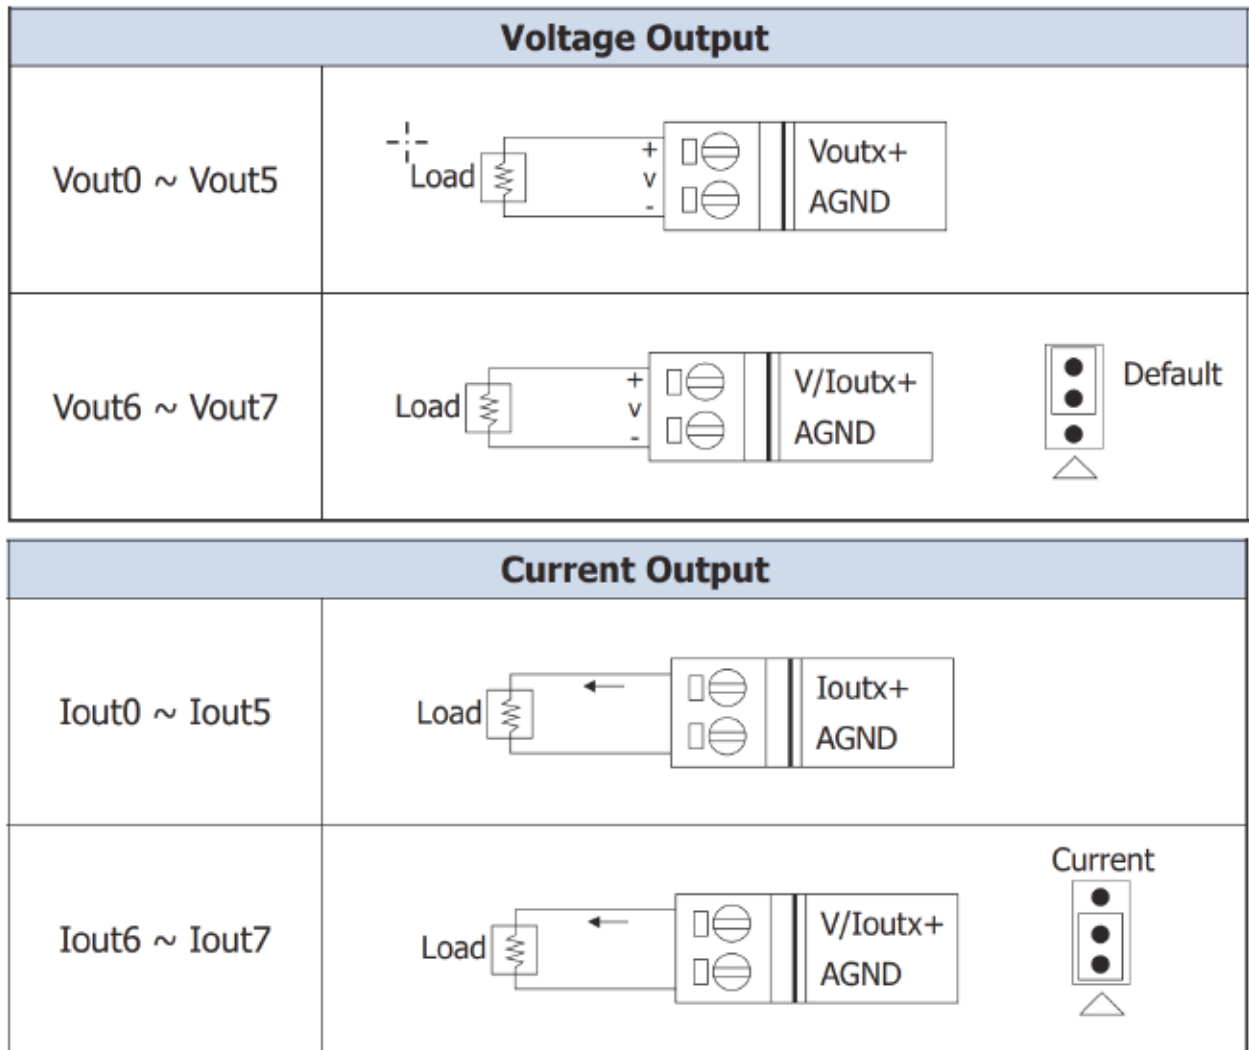 Voltage Output
Vout0 ~ Vout5
Load
+
v
-
Voutx+
AGND
Vout6 ~ Vout7
Load
+
v
-
V/Ioutx+
AGND
Default
Current Output
Iout0 ~ Iout5
Load
Ioutx+
AGND
Iout6 ~ Iout7
Load
V/Ioutx+
AGND
Current